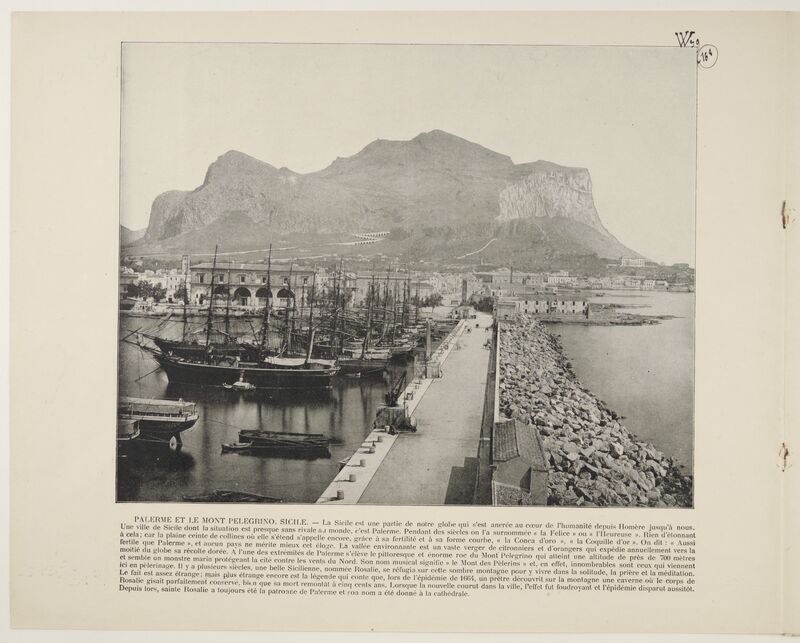 W39
164
PALERME ET LE MONT PELEGRINO. SICILE. — La Sicile est une partie de notre globe qui s'est ancrée au cœur de l'humanité depuis Homère jusqu'à nous.
Une ville de Sicile dont la situation est presque sans rivale au monde, c'est Palerme. Pendant des siècles on l'a surnommée « la Felice » ou « l'Heureuse ». Rien d'étonnant
à cela; car la plaine ceinte de collines où elle s'étend s'appelle encore, grâce à sa fertilité et à sa forme courbe, « la Conca d'oro », « la Coquille d'or ». On dit : « Aussi
fertile que Palerme », et aucun pays ne mérite mieux cet éloge. La vallée environnante est un vaste verger de citronniers et d'orangers qui expédie annuellement vers la
moitié du globe sa récolte dorée. A l'une des extrémités de Palerme s'élève le pittoresque et énorme roc du Mont Pelegrino qui atteint une altitude de près de 700 mètres
et semble un monstre marin protégeant la cité contre les vents du Nord. Son nom musical signifie « le Mont des Pèlerins » et, en effet, innombrables sont ceux qui viennent
ici en pèlerinage. Il y a plusieurs siècles, une belle Sicilienne, nommée Rosalie, se réfugia sur cette sombre montagne pour y vivre dans la solitude, la prière et la méditation.
Le fait est assez étrange; mais plus étrange encore est la légende qui conte que, lors de l'épidémie de 1664, un prêtre découvrit sur la montagne une caverne où le corps de
Rosalie gisait parfaitement conservé, bien que sa mort remontât à cinq cents ans. Lorsque la nouvelle courut dans la ville, l'effet fut foudroyant et l'épidémie disparut aussitôt.
Depuis lors, sainte Rosalie a toujours été la patronne de Palerme et son nom a été donné à la cathédrale.